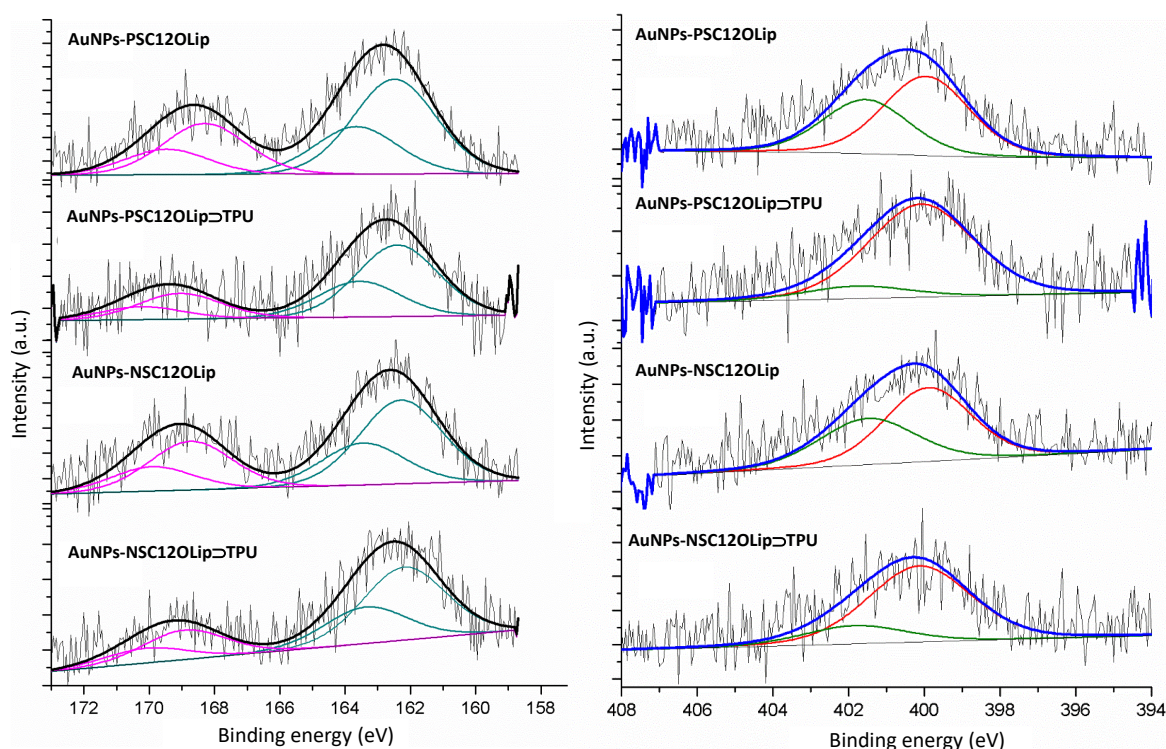 AuNPs-PSC12OLip
AuNPs-PSC12OLip⊃TPU
AuNPs-NSC12OLip
AuNPs-NSC12OLip⊃TPU
Intensity (a.u.)
172 170 168 166 164 162 160 158
Binding energy (eV)
AuNPs-PSC12OLip
AuNPs-PSC12OLip⊃TPU
AuNPs-NSC12OLip
AuNPs-NSC12OLip⊃TPU
Intensity (a.u.)
408 406 404 402 400 398 396 394
Binding energy (eV)